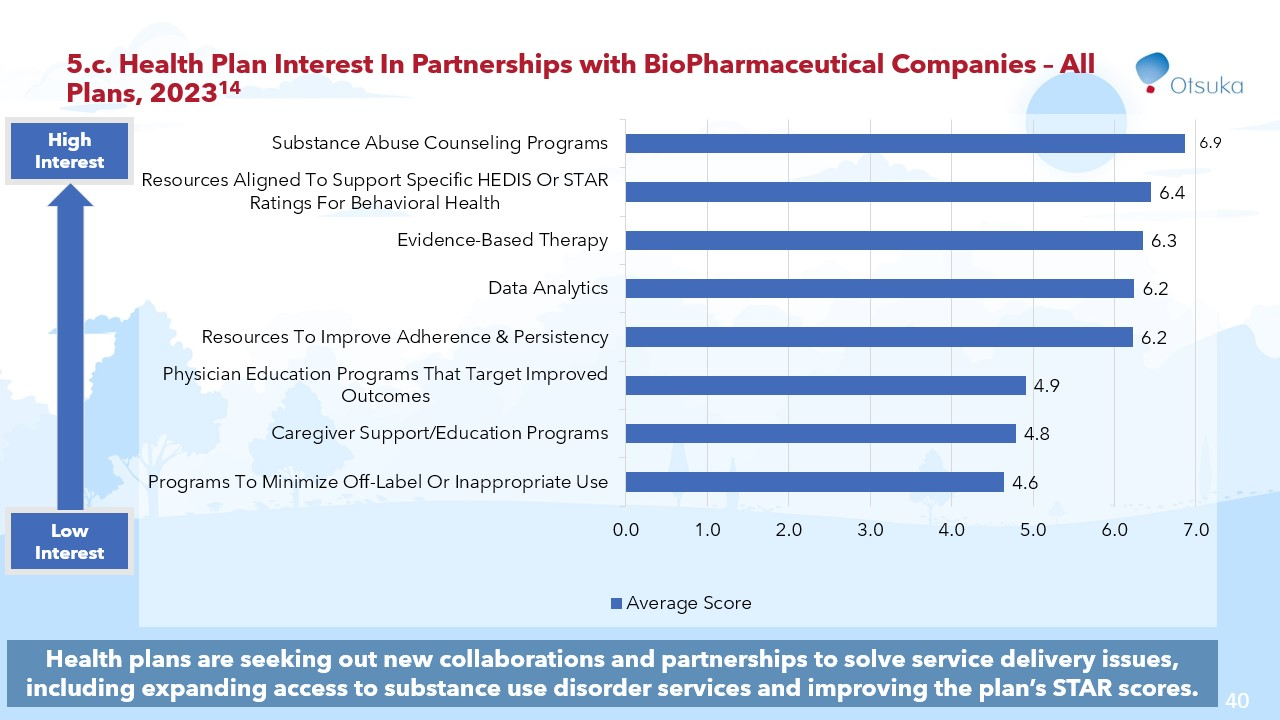 5.c. Health Plan Interest In Partnerships with BioPharmaceutical Companies – All
Plans, 2023¹⁴
Otsuka
High
Interest
Low
Interest
Substance Abuse Counseling Programs
6.9
Resources Aligned To Support Specific HEDIS Or STAR
Ratings For Behavioral Health
6.4
Evidence-Based Therapy
6.3
Data Analytics
6.2
Resources To Improve Adherence & Persistency
6.2
Physician Education Programs That Target Improved
Outcomes
4.9
Caregiver Support/Education Programs
4.8
Programs To Minimize Off-Label Or Inappropriate Use
4.6
0.0 1.0 2.0 3.0 4.0 5.0 6.0 7.0
Average Score
Health plans are seeking out new collaborations and partnerships to solve service delivery issues,
including expanding access to substance use disorder services and improving the plan’s STAR scores.
40